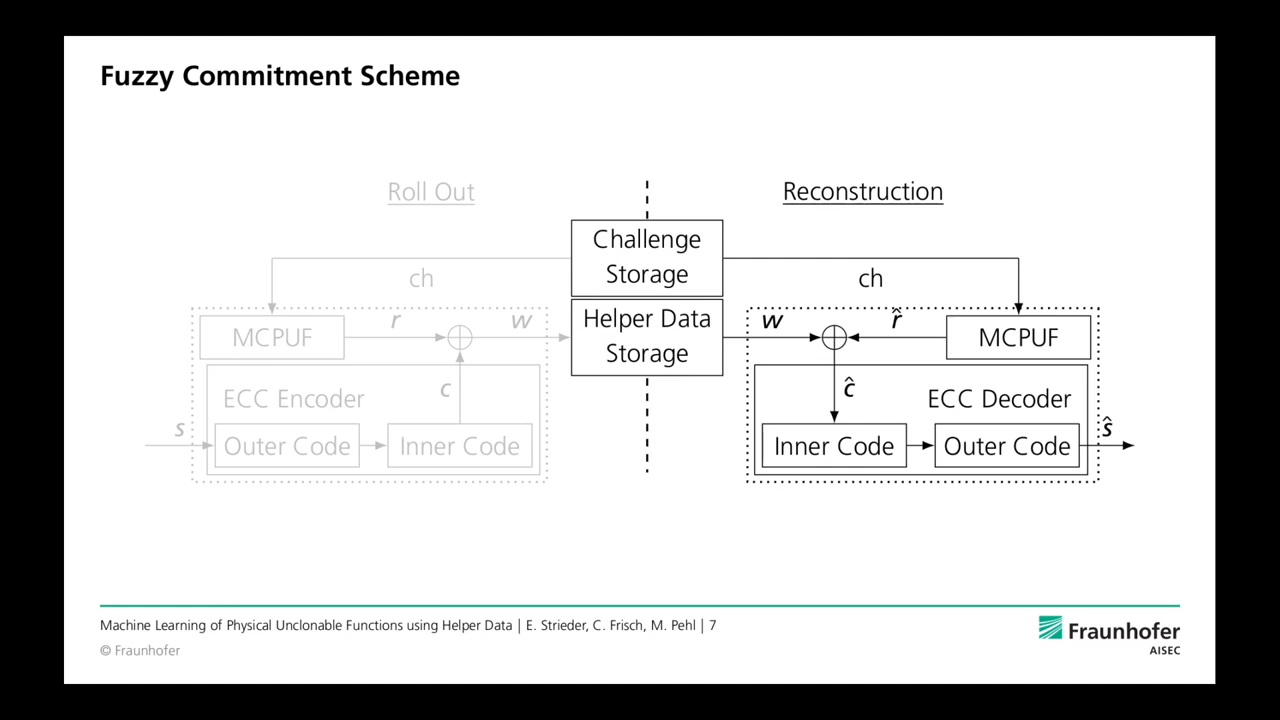 Fuzzy Commitment Scheme
Roll Out
Reconstruction
Challenge
Storage
ch
ch
Helper Data
Storage
MCPUF
r
w
w
r̂
MCPUF
c
ĉ
ECC Encoder
ECC Decoder
s
Outer Code
Inner Code
Inner Code
Outer Code
ŝ
Machine Learning of Physical Unclonable Functions using Helper Data | E. Strieder, C. Frisch, M. Pehl | 7
© Fraunhofer
Fraunhofer
AISEC